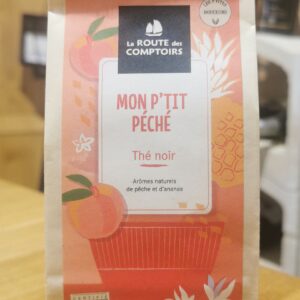 La ROUTE des
COMPTOIRS
MON P'TIT
PÉCHÉ
Thé noir
Arômes naturels
de pêche et d'ananas